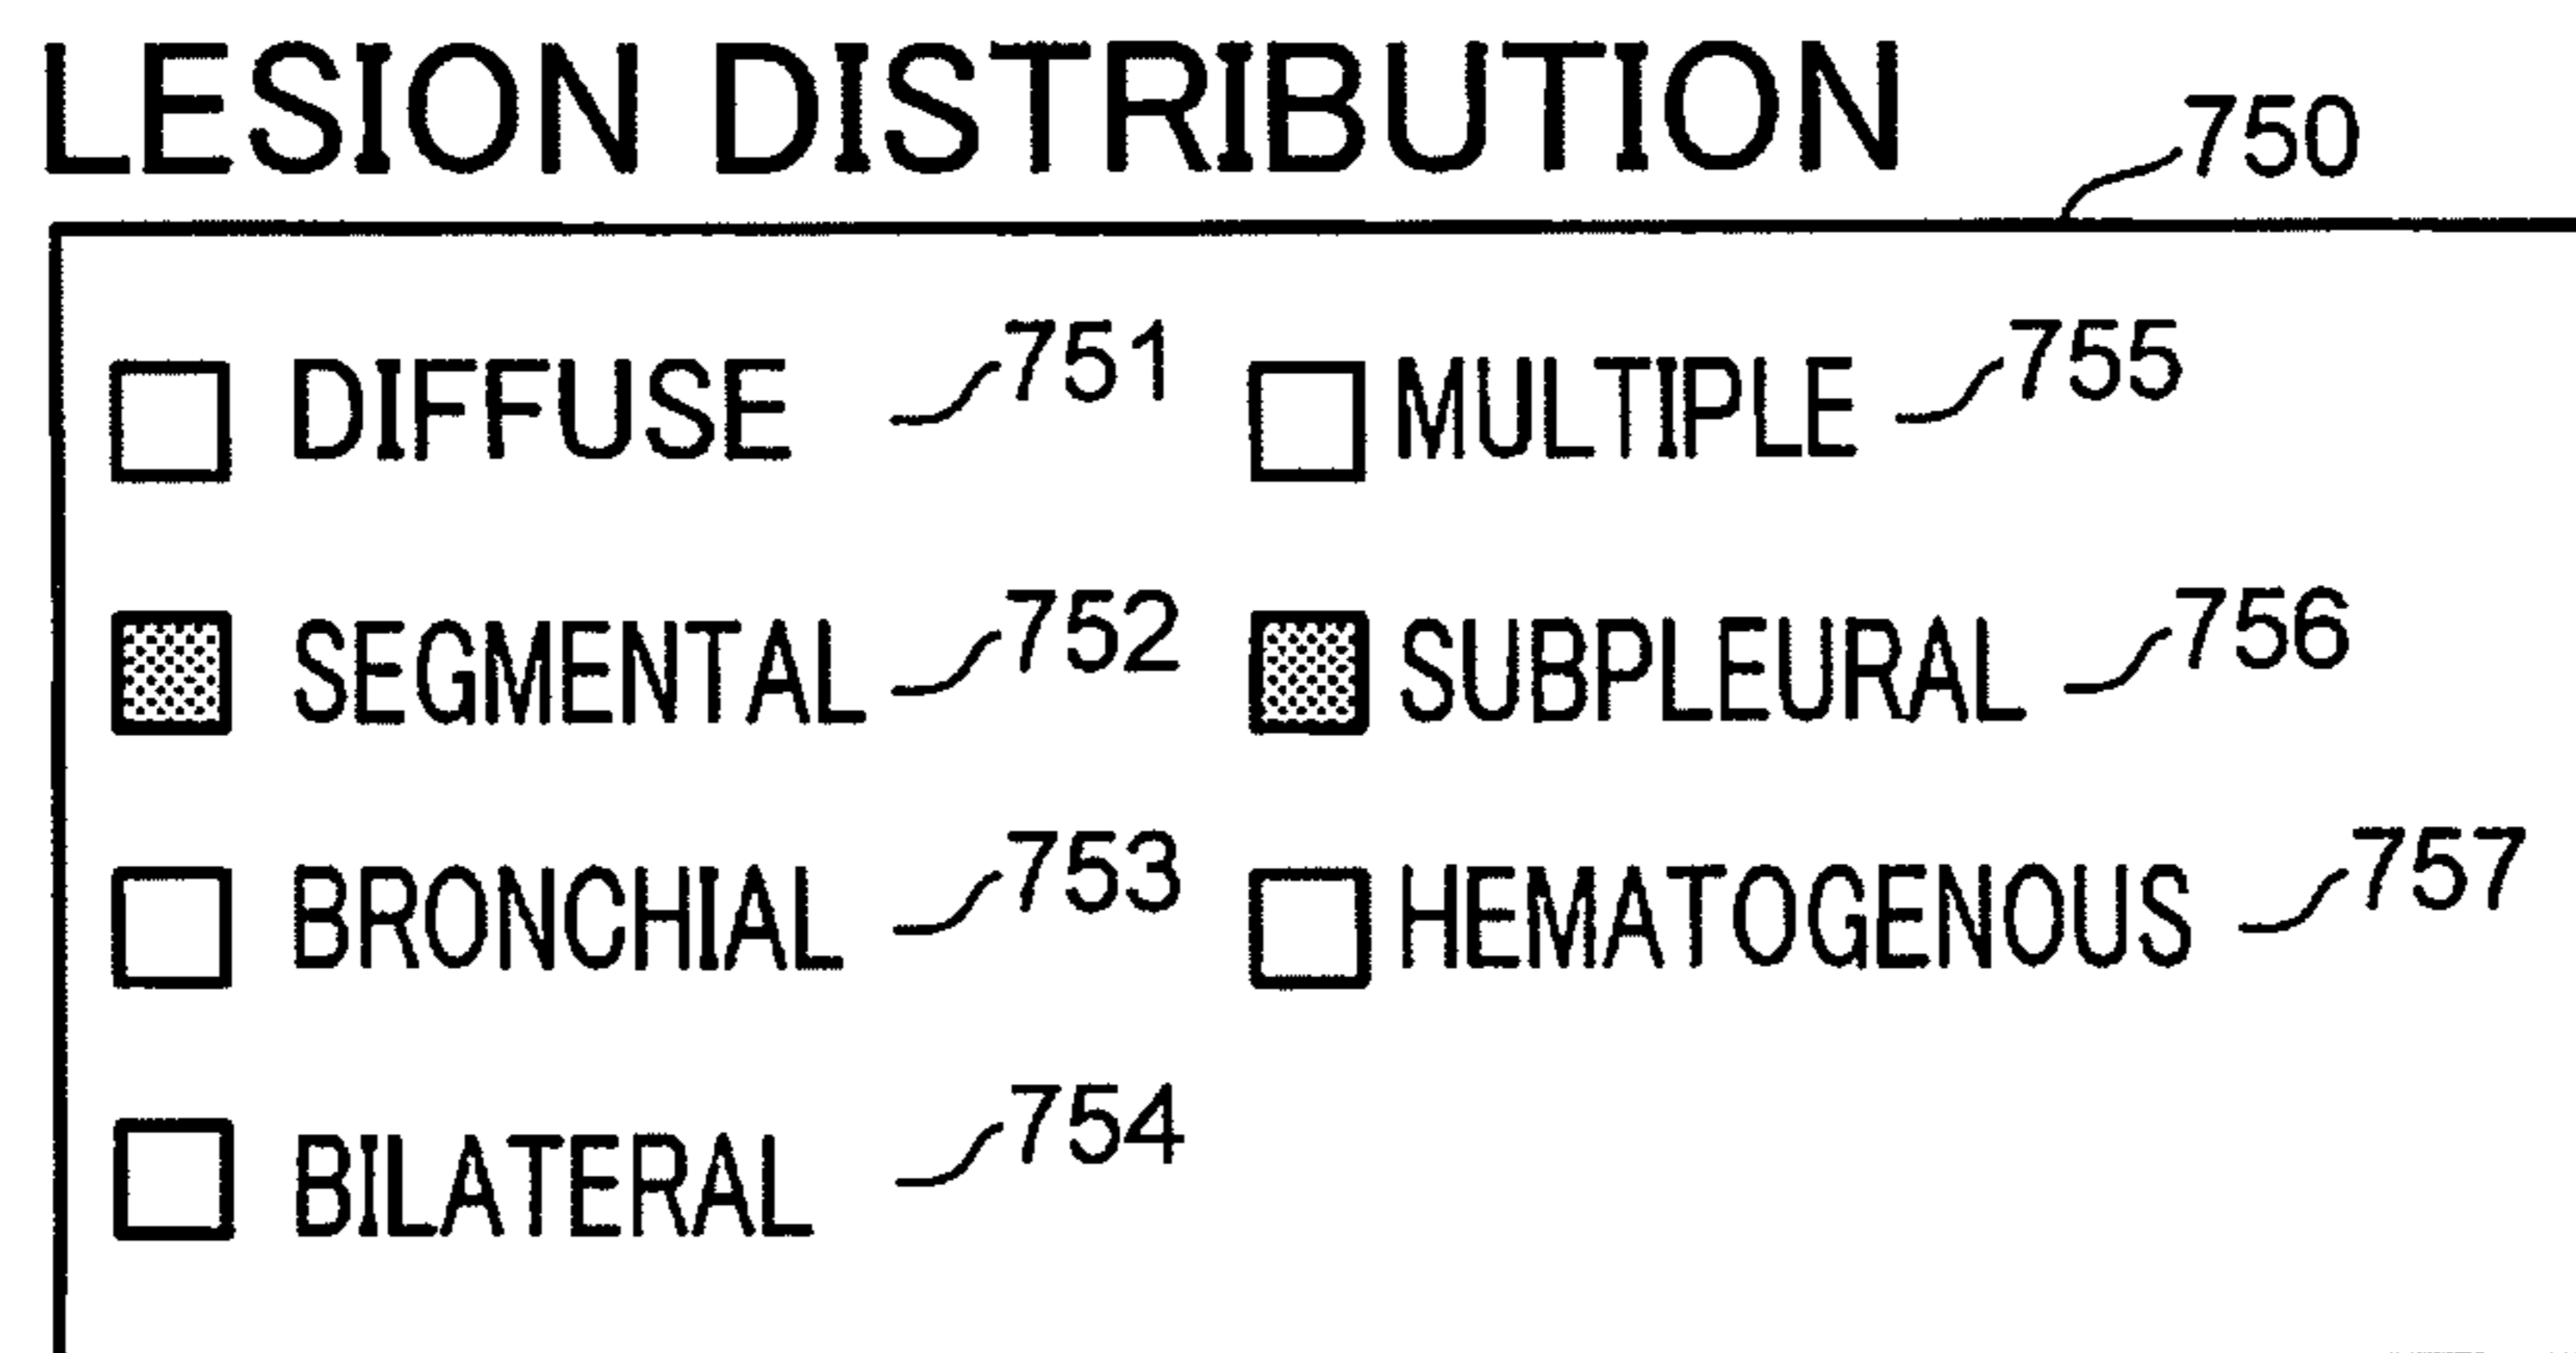 LESION DISTRIBUTION
750
DIFFUSE 751 MULTIPLE 755
SEGMENTAL 752 SUBPLEURAL 756
BRONCHIAL 753 HEMATOGENOUS 757
BILATERAL 754